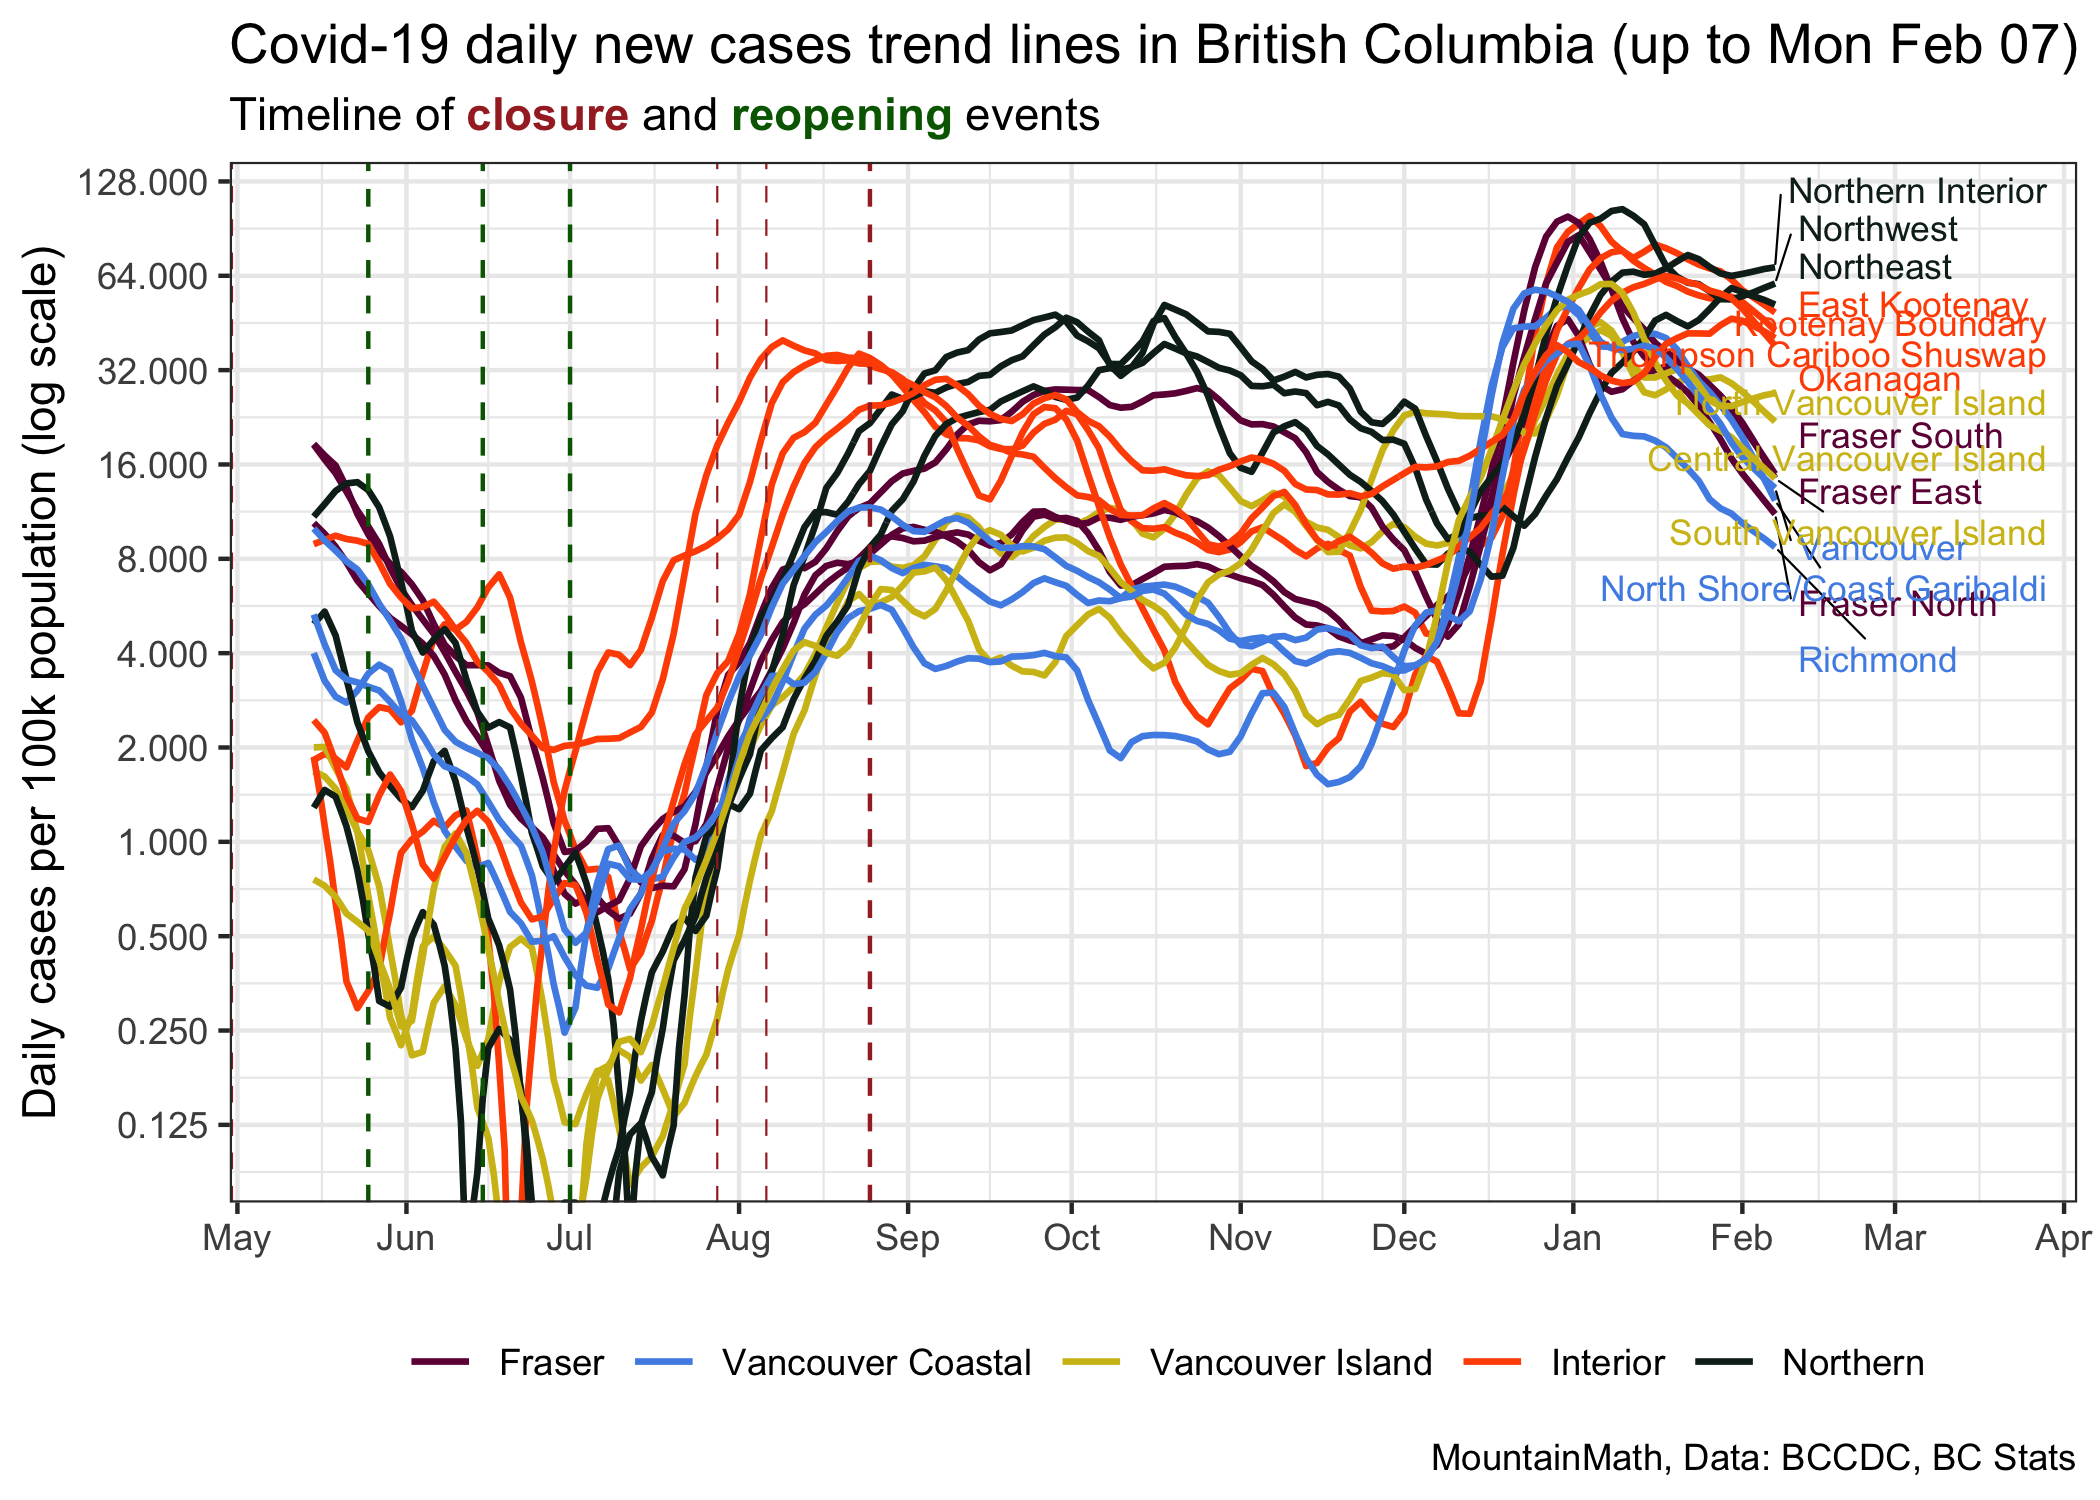 Covid-19 daily new cases trend lines in British Columbia (up to Mon Feb 07)
Timeline of closure and reopening events
Daily cases per 100k population (log scale)
128.000
64.000
32.000
16.000
8.000
4.000
2.000
1.000
0.500
0.250
0.125
Northern Interior
Northwest
Northeast
East Kootenay
Kootenay Boundary
Thompson Cariboo Shuswap
Okanagan
North Vancouver Island
Fraser South
Central Vancouver Island
Fraser East
South Vancouver Island
Vancouver
North Shore/Coast Garibaldi
Fraser North
Richmond
May Jun Jul Aug Sep Oct Nov Dec Jan Feb Mar Apr
Fraser Vancouver Coastal Vancouver Island Interior Northern
MountainMath, Data: BCCDC, BC Stats